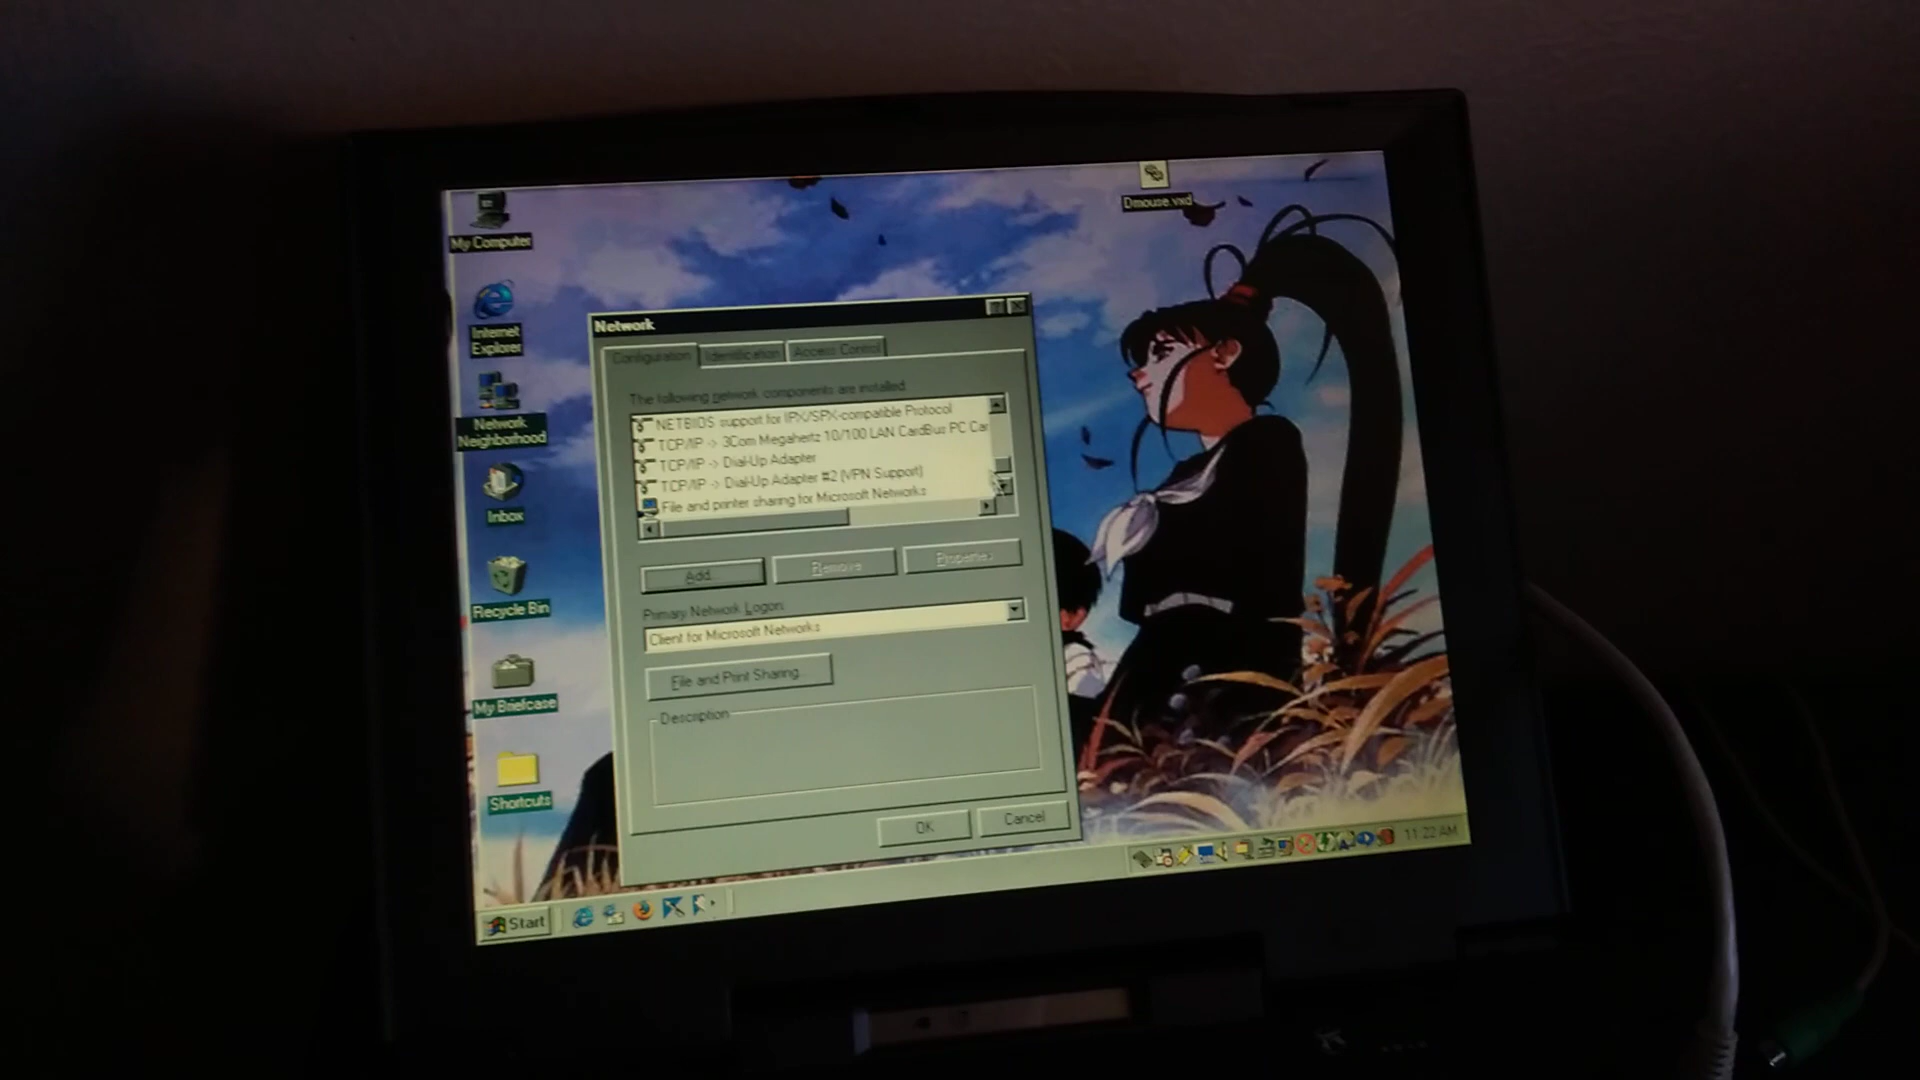 My Computer
Internet
Explorer
Network
Neighborhood
Inbox
Recycle Bin
My Briefcase
Shortcuts
Dmouse.vxd
Network
Configuration
Identification
Access Control
The following network components are installed:
NETBIOS support for IPX/SPX-compatible Protocol
TCP/IP -> 3Com Megahertz 10/100 LAN CardBus PC Car
TCP/IP -> Dial-Up Adapter
TCP/IP -> Dial-Up Adapter #2 (VPN Support)
File and printer sharing for Microsoft Networks
Add...
Remove
Properties
Primary Network Logon:
Client for Microsoft Networks
File and Print Sharing...
Description
OK
Cancel
Start
11:22 AM